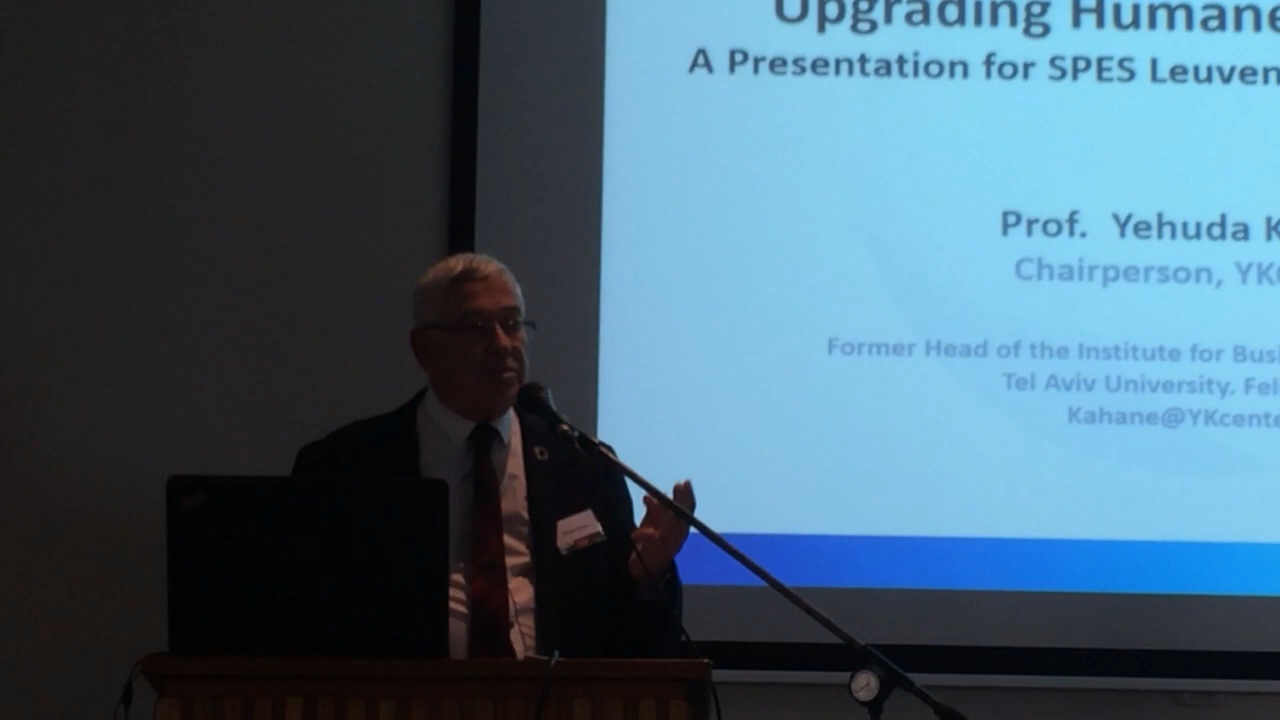 Upgrading Humane
A Presentation for SPES Leuven
Prof. Yehuda K
Chairperson, YK
Former Head of the Institute for Busi
Tel Aviv University. Fel
Kahane@YKcente